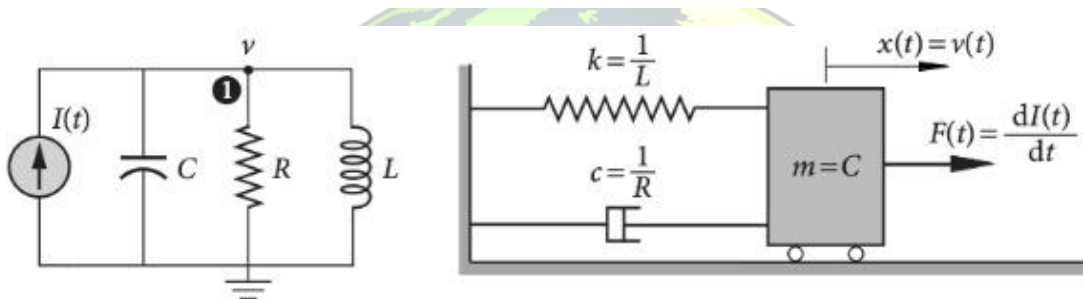 v
1
I(t)
C
R
L
k = 1/L
c = 1/R
x(t) = v(t)
F(t) = dI(t)/dt
m = C